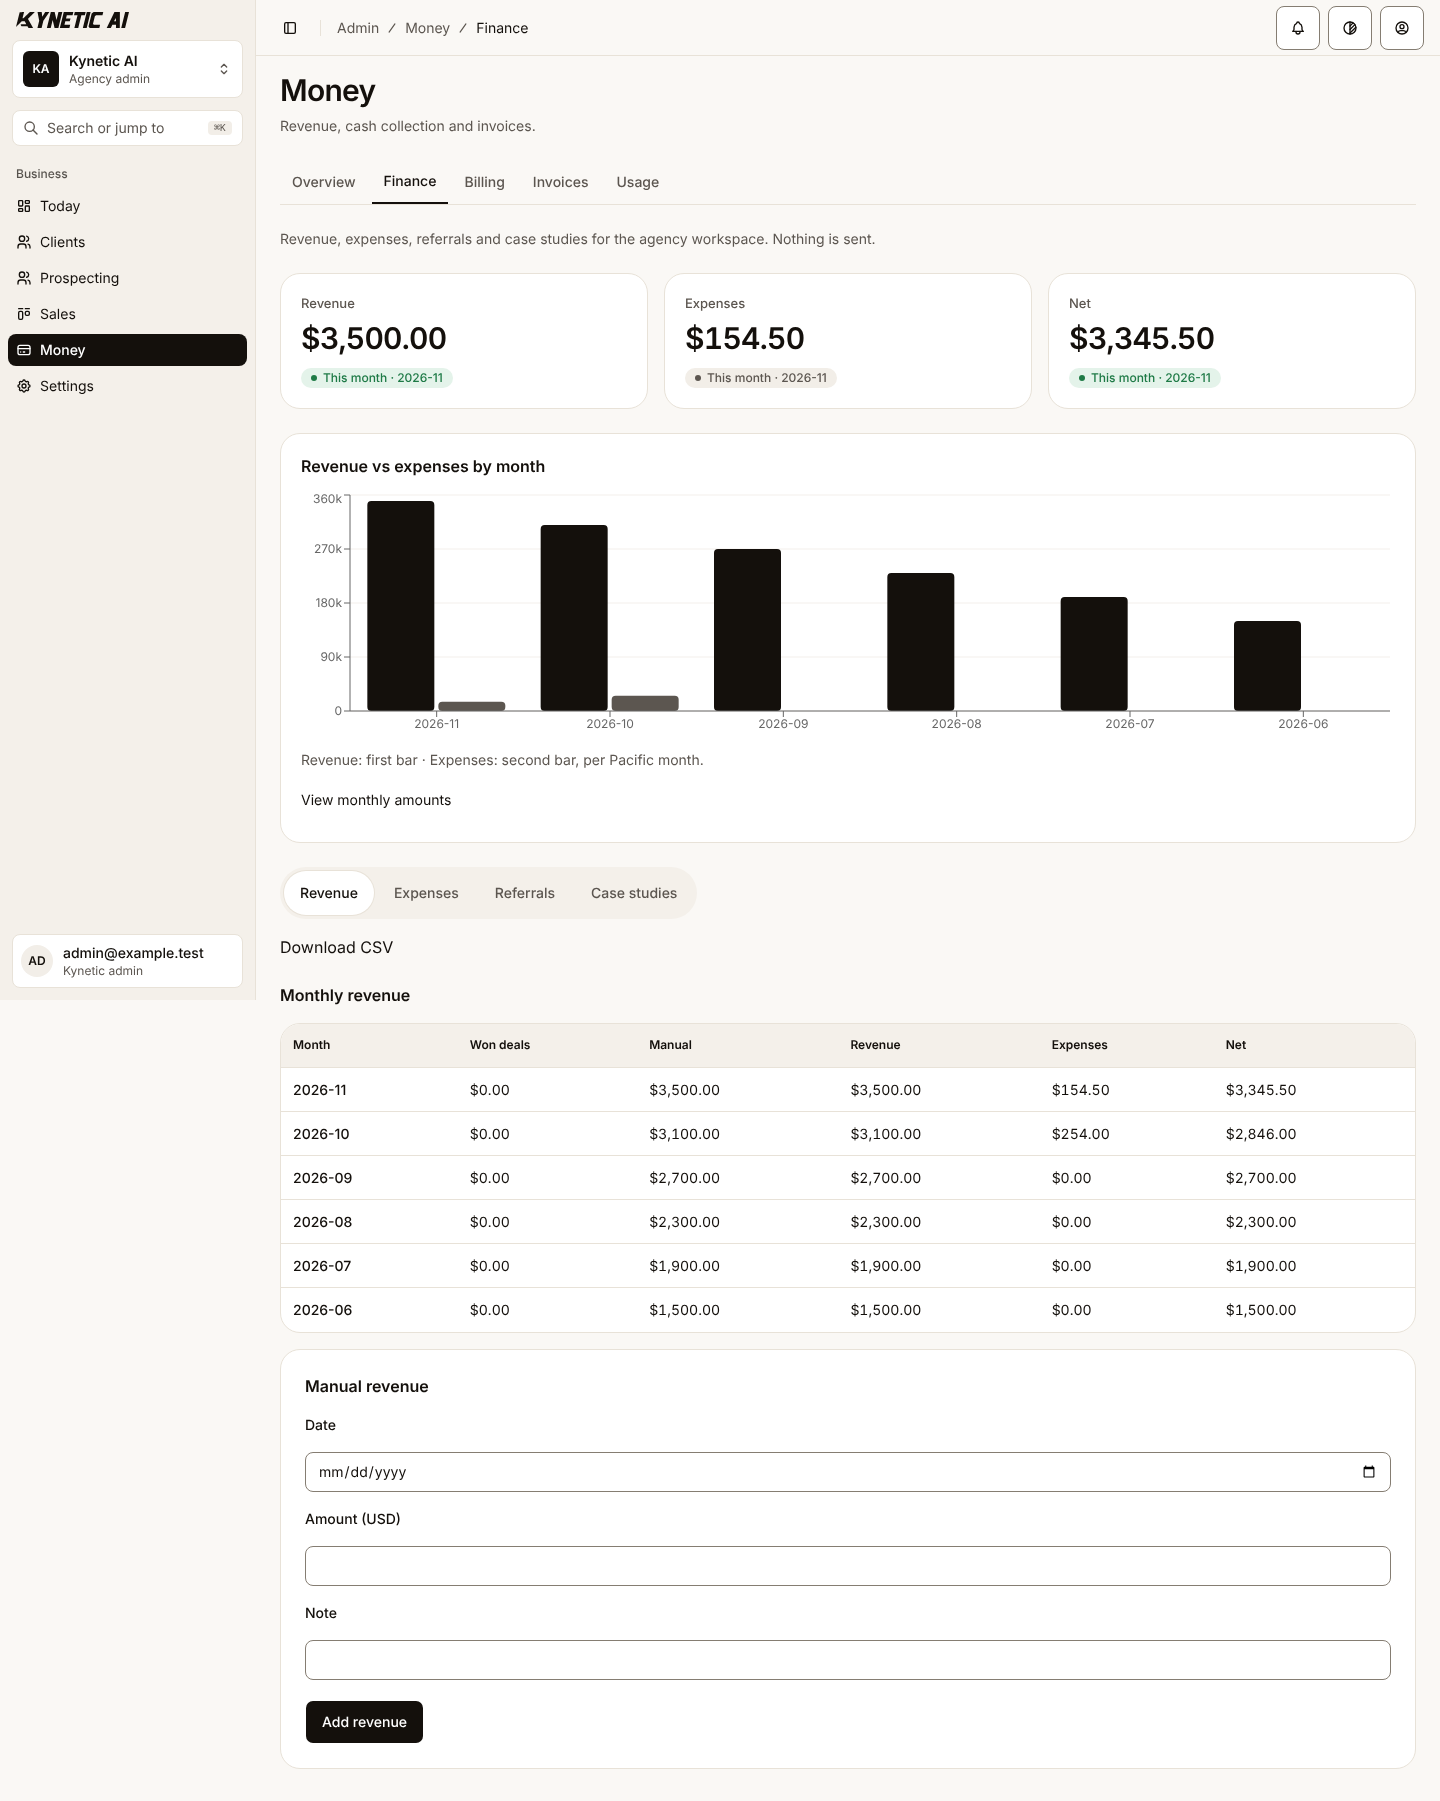 KYNETIC AI
KA
Kynetic AI
Agency admin
Search or jump to
⌘K
Business
Today
Clients
Prospecting
Sales
Money
Settings
AD
admin@example.test
Kynetic admin
Admin / Money / Finance
Money
Revenue, cash collection and invoices.
Overview Finance Billing Invoices Usage
Revenue, expenses, referrals and case studies for the agency workspace. Nothing is sent.
Revenue
$3,500.00
This month · 2026-11
Expenses
$154.50
This month · 2026-11
Net
$3,345.50
This month · 2026-11
Revenue vs expenses by month
360k
270k
180k
90k
0
2026-11 2026-10 2026-09 2026-08 2026-07 2026-06
Revenue: first bar · Expenses: second bar, per Pacific month.
View monthly amounts
Revenue Expenses Referrals Case studies
Download CSV
Monthly revenue
Month Won deals Manual Revenue Expenses Net
2026-11 $0.00 $3,500.00 $3,500.00 $154.50 $3,345.50
2026-10 $0.00 $3,100.00 $3,100.00 $254.00 $2,846.00
2026-09 $0.00 $2,700.00 $2,700.00 $0.00 $2,700.00
2026-08 $0.00 $2,300.00 $2,300.00 $0.00 $2,300.00
2026-07 $0.00 $1,900.00 $1,900.00 $0.00 $1,900.00
2026-06 $0.00 $1,500.00 $1,500.00 $0.00 $1,500.00
Manual revenue
Date
mm/dd/yyyy
Amount (USD)
Note
Add revenue